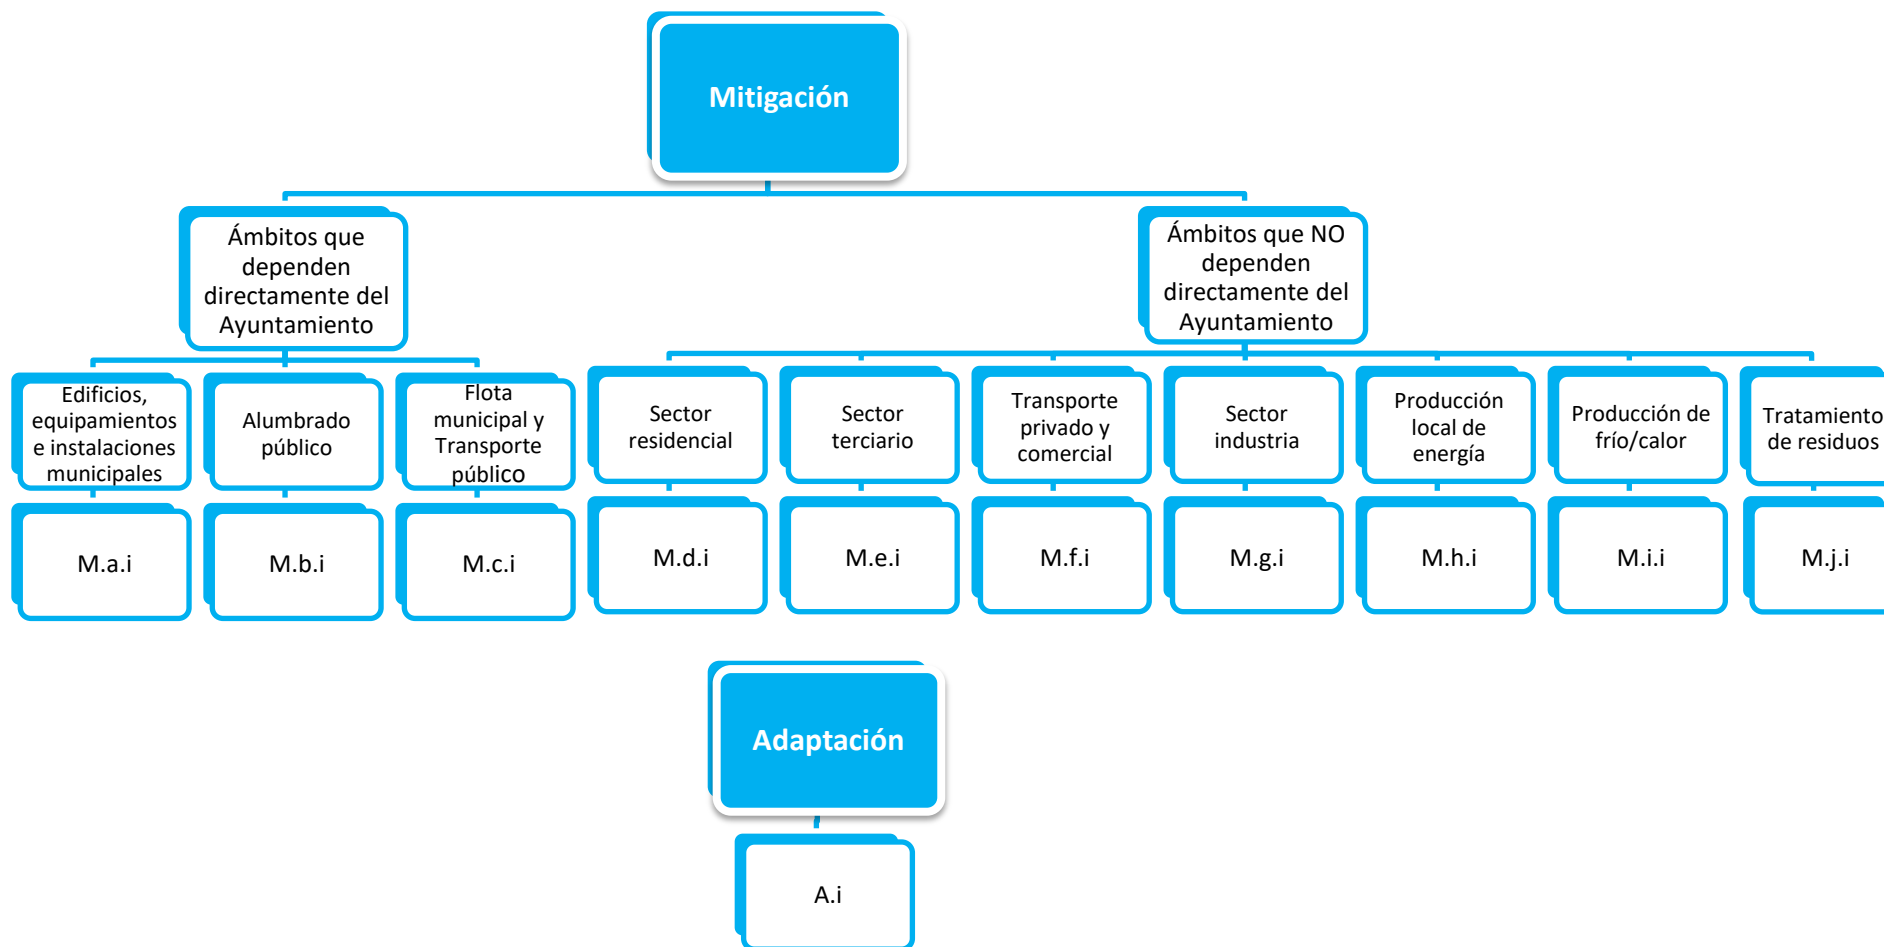 Mitigación
Ámbitos que
dependen
directamente del
Ayuntamiento
Ámbitos que NO
dependen
directamente del
Ayuntamiento
Edificios,
equipamientos
e instalaciones
municipales
Alumbrado
público
Flota
municipal y
Transporte
público
Sector
residencial
Sector
terciario
Transporte
privado y
comercial
Sector
industria
Producción
local de
energía
Producción de
frío/calor
Tratamiento
de residuos
M.a.i
M.b.i
M.c.i
M.d.i
M.e.i
M.f.i
M.g.i
M.h.i
M.i.i
M.j.i
Adaptación
A.i